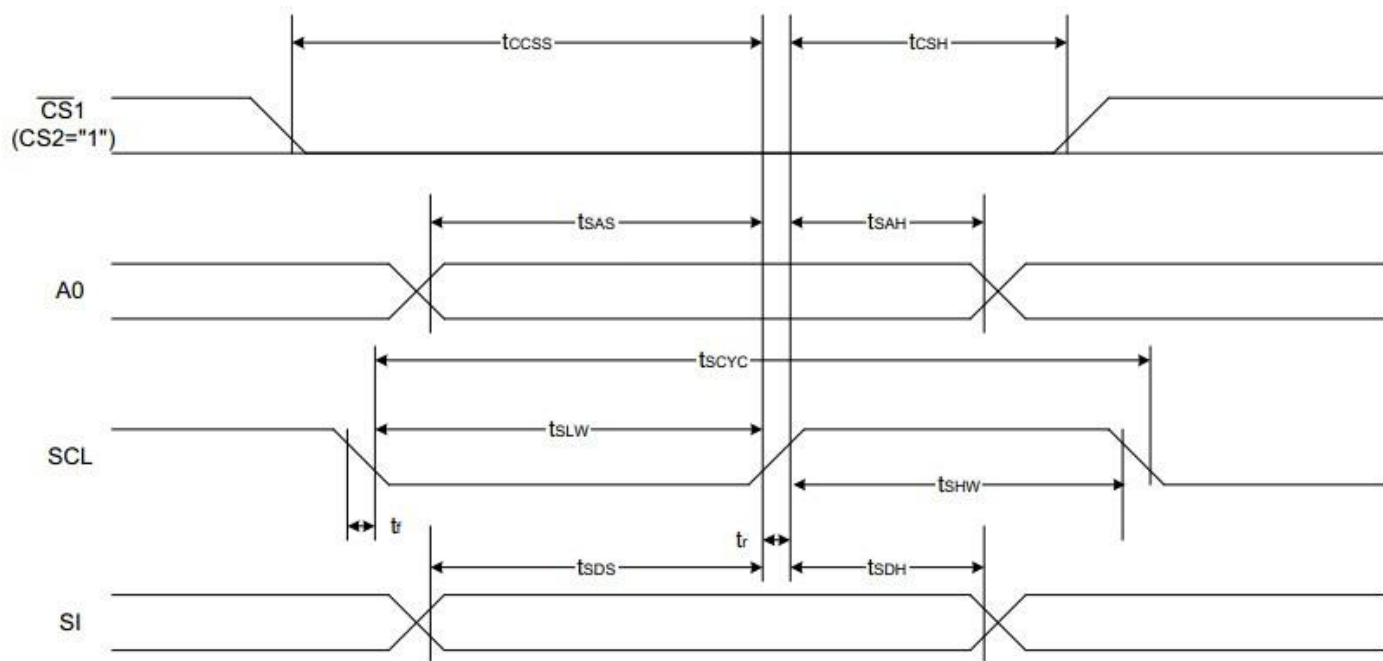 tCCSS tCSH
CS1
(CS2="1")
tSAS tSAH
A0
tSCYC
tSLW
SCL
tSHW
tf
tr
tSDS tSDH
SI